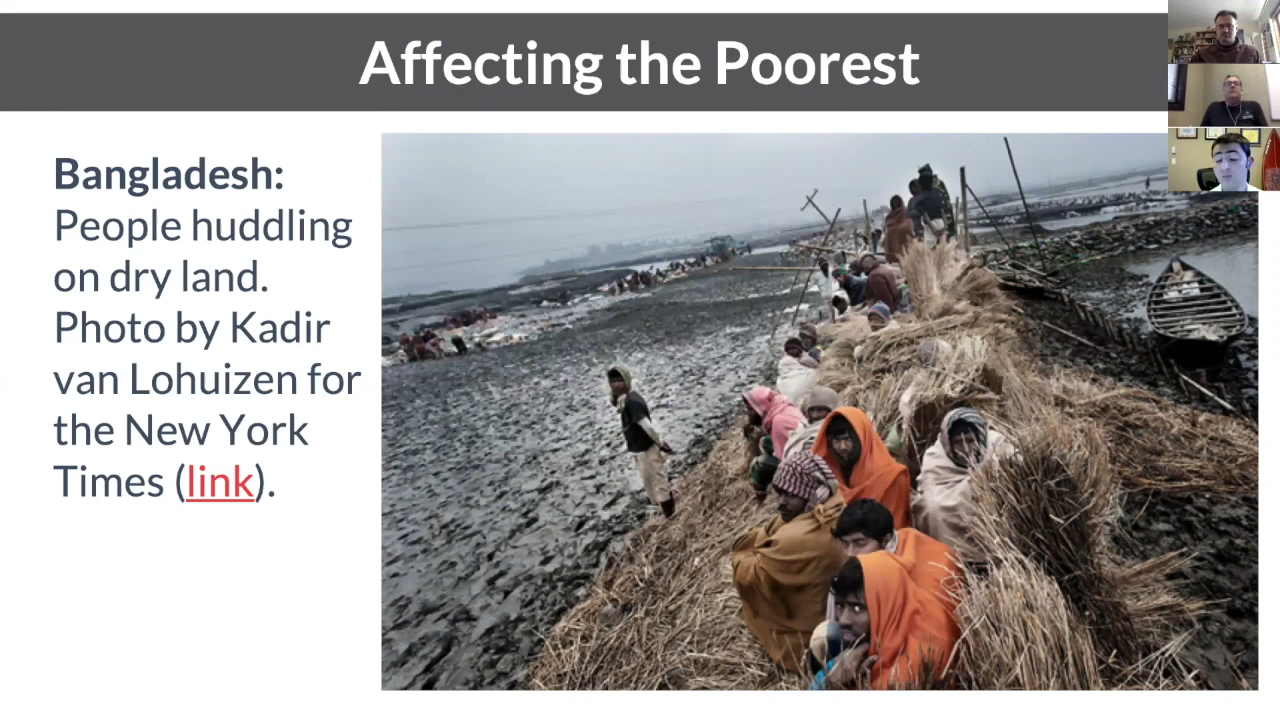 Affecting the Poorest
Bangladesh:
People huddling
on dry land.
Photo by Kadir
van Lohuizen for
the New York
Times (link).